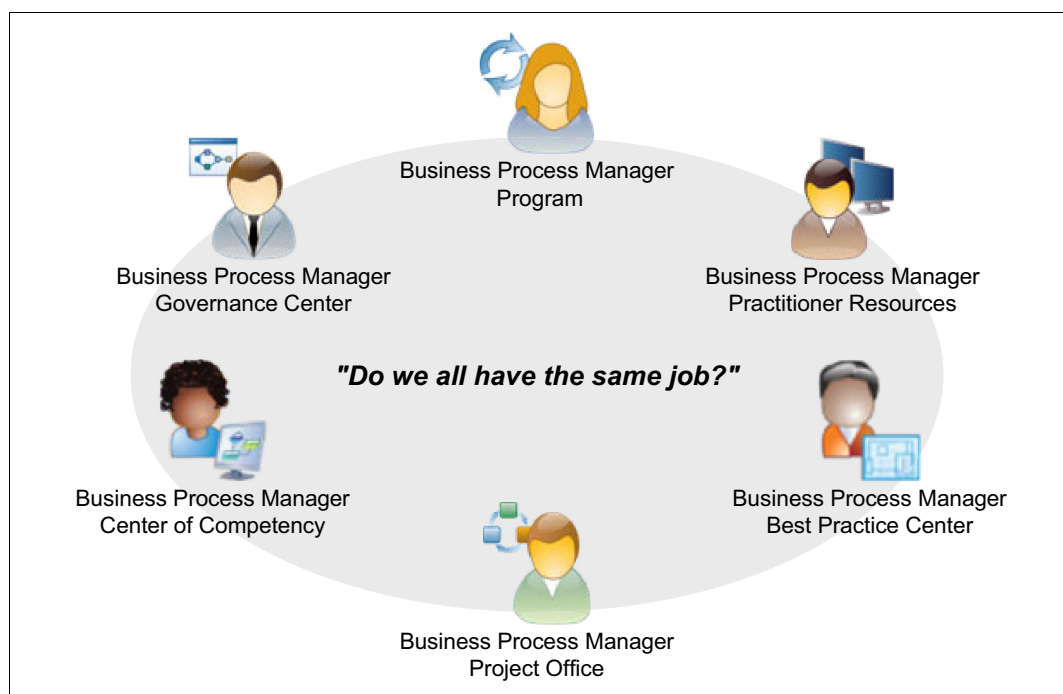 Business Process Manager
Program
Business Process Manager
Governance Center
Business Process Manager
Practitioner Resources
"Do we all have the same job?"
Business Process Manager
Center of Competency
Business Process Manager
Best Practice Center
Business Process Manager
Project Office